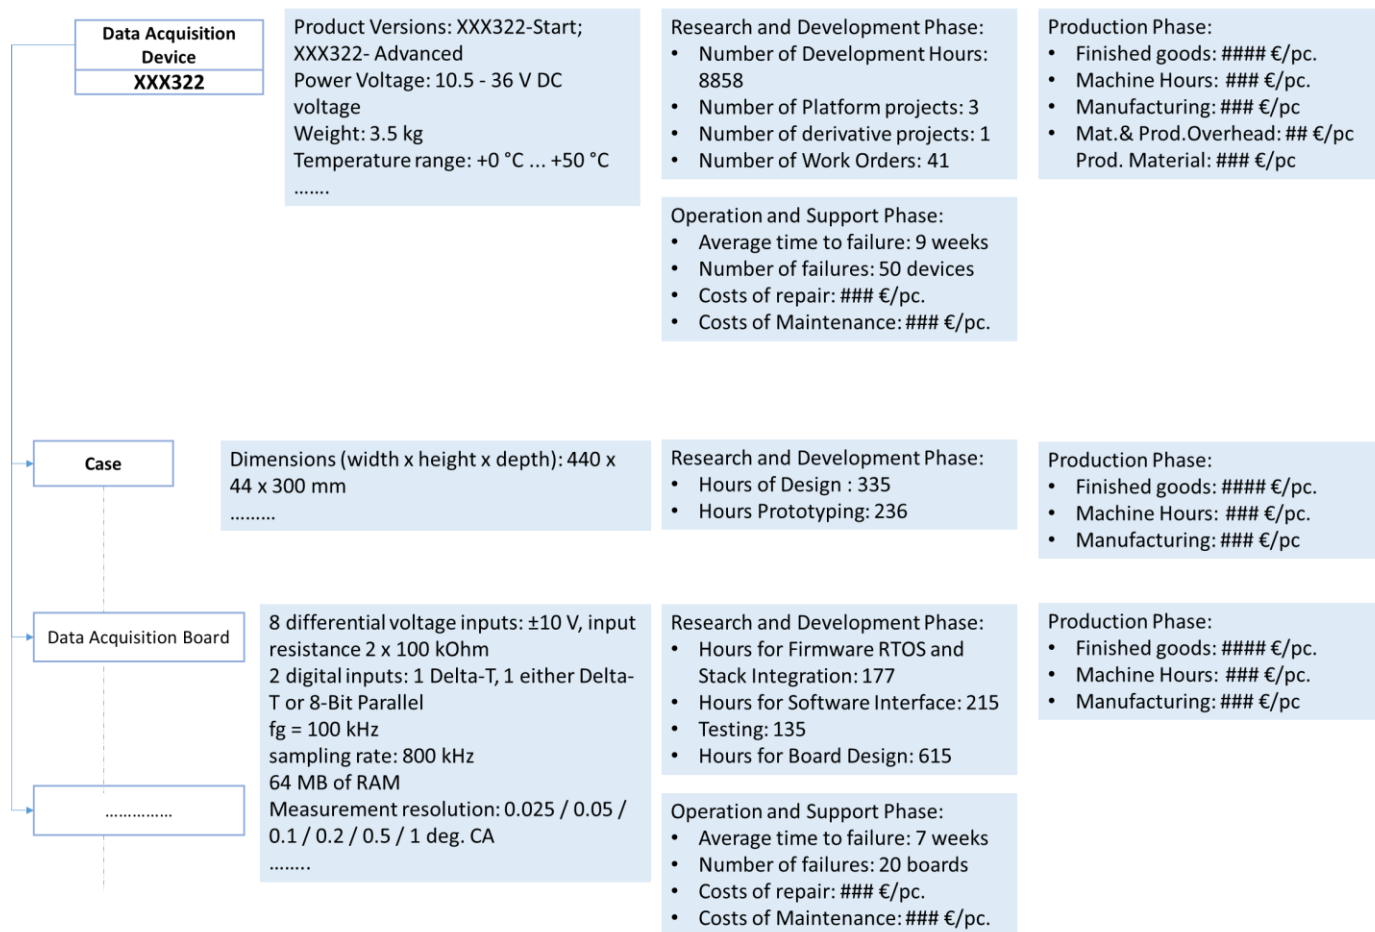 Data Acquisition
Device
XXX322
Product Versions: XXX322-Start;
XXX322- Advanced
Power Voltage: 10.5 - 36 V DC
voltage
Weight: 3.5 kg
Temperature range: +0 °C ... +50 °C
.......
Research and Development Phase:
• Number of Development Hours:
8858
• Number of Platform projects: 3
• Number of derivative projects: 1
• Number of Work Orders: 41
Production Phase:
• Finished goods: #### €/pc.
• Machine Hours: ### €/pc.
• Manufacturing: ### €/pc
• Mat.& Prod.Overhead: ## €/pc
Prod. Material: ### €/pc
Operation and Support Phase:
• Average time to failure: 9 weeks
• Number of failures: 50 devices
• Costs of repair: ### €/pc.
• Costs of Maintenance: ### €/pc.
Case
Dimensions (width x height x depth): 440 x
44 x 300 mm
.........
Research and Development Phase:
• Hours of Design : 335
• Hours Prototyping: 236
Production Phase:
• Finished goods: #### €/pc.
• Machine Hours: ### €/pc.
• Manufacturing: ### €/pc
Data Acquisition Board
8 differential voltage inputs: ±10 V, input
resistance 2 x 100 kOhm
2 digital inputs: 1 Delta-T, 1 either Delta-
T or 8-Bit Parallel
fg = 100 kHz
sampling rate: 800 kHz
64 MB of RAM
Measurement resolution: 0.025 / 0.05 /
0.1 / 0.2 / 0.5 / 1 deg. CA
........
Research and Development Phase:
• Hours for Firmware RTOS and
Stack Integration: 177
• Hours for Software Interface: 215
• Testing: 135
• Hours for Board Design: 615
Production Phase:
• Finished goods: #### €/pc.
• Machine Hours: ### €/pc.
• Manufacturing: ### €/pc
..............
Operation and Support Phase:
• Average time to failure: 7 weeks
• Number of failures: 20 boards
• Costs of repair: ### €/pc.
• Costs of Maintenance: ### €/pc.